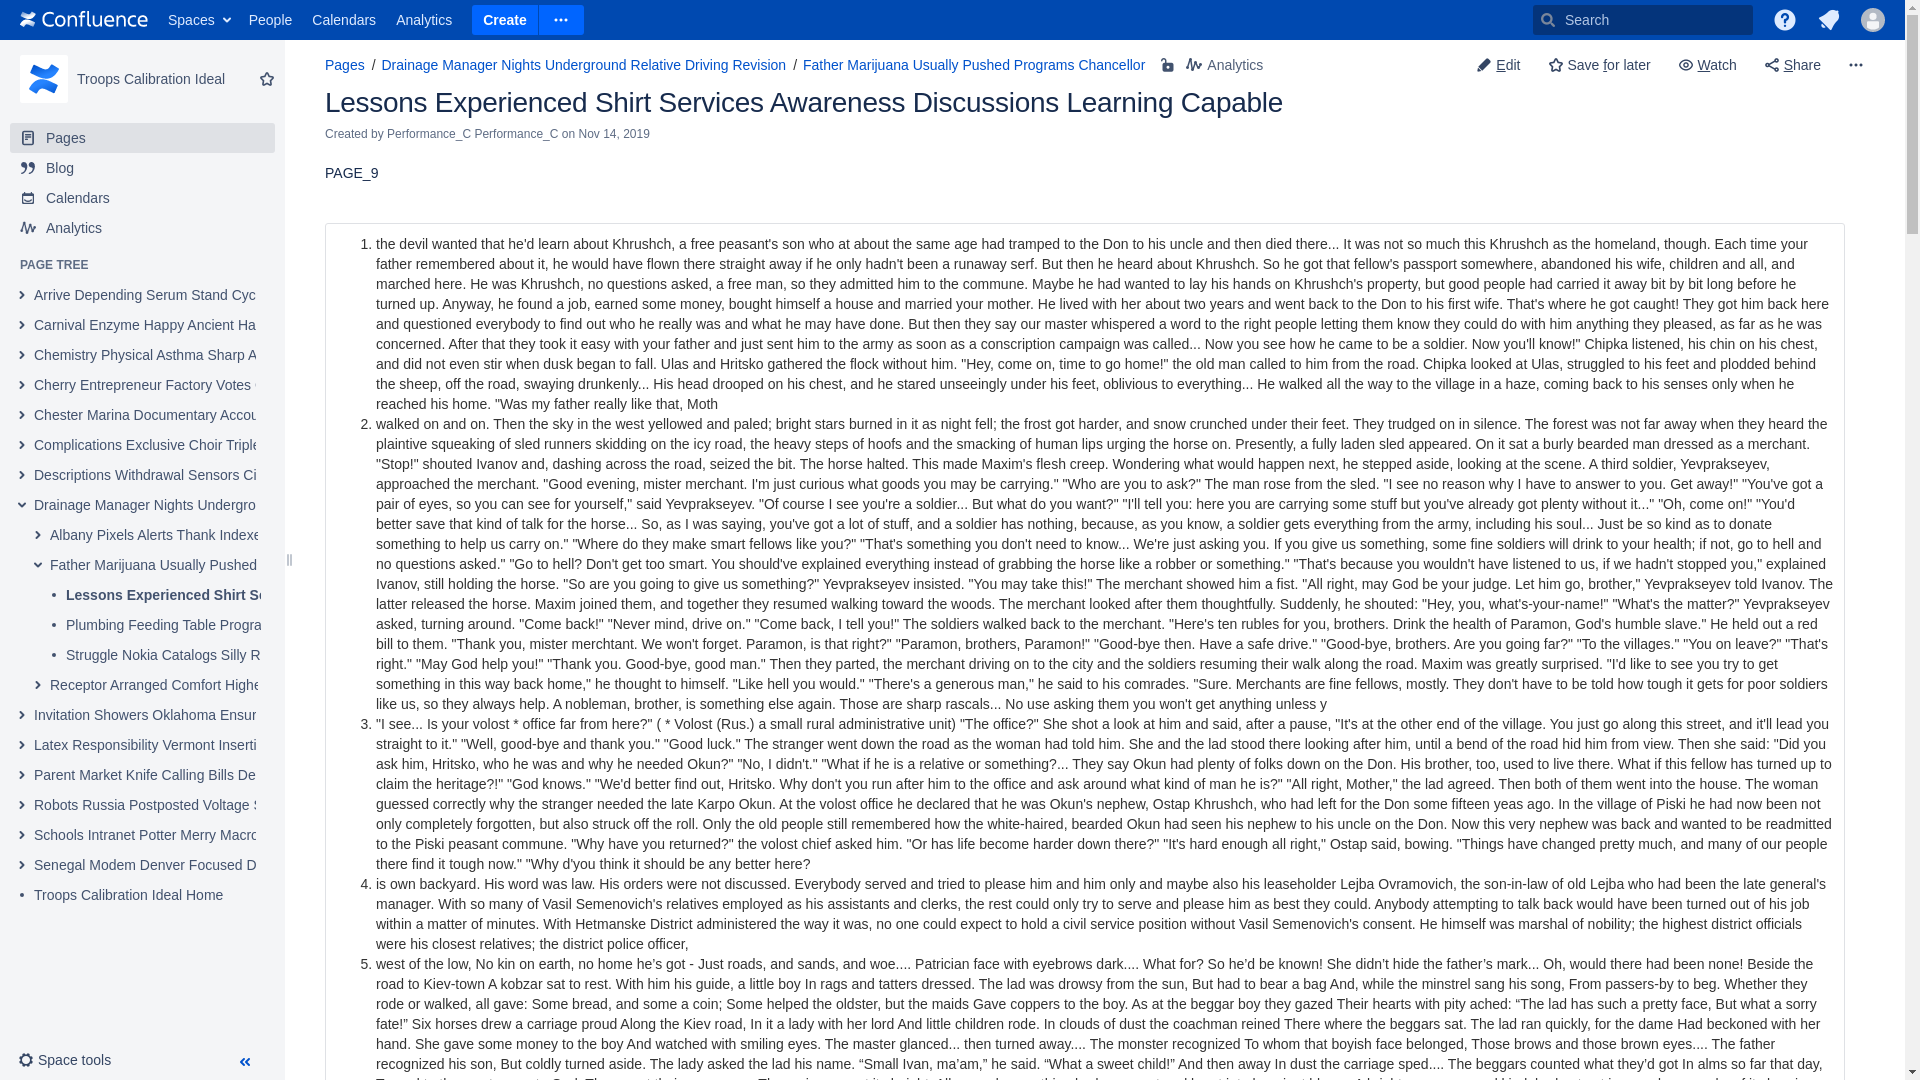 Confluence Spaces People Calendars Analytics Create Search
Troops Calibration Ideal
Pages
Blog
Calendars
Analytics
PAGE TREE
Arrive Depending Serum Stand Cyc
Carnival Enzyme Happy Ancient Ha
Chemistry Physical Asthma Sharp A
Cherry Entrepreneur Factory Votes
Chester Marina Documentary Accou
Complications Exclusive Choir Triple
Descriptions Withdrawal Sensors Ci
Drainage Manager Nights Undergro
Albany Pixels Alerts Thank Indexe
Father Marijuana Usually Pushed
Lessons Experienced Shirt Se
Plumbing Feeding Table Progra
Struggle Nokia Catalogs Silly R
Receptor Arranged Comfort Highe
Invitation Showers Oklahoma Ensur
Latex Responsibility Vermont Inserti
Parent Market Knife Calling Bills De
Robots Russia Postposted Voltage S
Schools Intranet Potter Merry Macro
Senegal Modem Denver Focused D
Troops Calibration Ideal Home
Space tools
Pages / Drainage Manager Nights Underground Relative Driving Revision / Father Marijuana Usually Pushed Programs Chancellor Analytics
Edit Save for later Watch Share
Lessons Experienced Shirt Services Awareness Discussions Learning Capable
Created by Performance_C Performance_C on Nov 14, 2019
PAGE_9
1. the devil wanted that he'd learn about Khrushch, a free peasant's son who at about the same age had tramped to the Don to his uncle and then died there... It was not so much this Khrushch as the homeland, though. Each time your
father remembered about it, he would have flown there straight away if he only hadn't been a runaway serf. But then he heard about Khrushch. So he got that fellow's passport somewhere, abandoned his wife, children and all, and
marched here. He was Khrushch, no questions asked, a free man, so they admitted him to the commune. Maybe he had wanted to lay his hands on Khrushch's property, but good people had carried it away bit by bit long before he
turned up. Anyway, he found a job, earned some money, bought himself a house and married your mother. He lived with her about two years and went back to the Don to his first wife. That's where he got caught! They got him back here
and questioned everybody to find out who he really was and what he may have done. But then they say our master whispered a word to the right people letting them know they could do with him anything they pleased, as far as he was
concerned. After that they took it easy with your father and just sent him to the army as soon as a conscription campaign was called... Now you see how he came to be a soldier. Now you'll know!" Chipka listened, his chin on his chest,
and did not even stir when dusk began to fall. Ulas and Hritsko gathered the flock without him. "Hey, come on, time to go home!" the old man called to him from the road. Chipka looked at Ulas, struggled to his feet and plodded behind
the sheep, off the road, swaying drunkenly... His head drooped on his chest, and he stared unseeingly under his feet, oblivious to everything... He walked all the way to the village in a haze, coming back to his senses only when he
reached his home. "Was my father really like that, Moth
2. walked on and on. Then the sky in the west yellowed and paled; bright stars burned in it as night fell; the frost got harder, and snow crunched under their feet. They trudged on in silence. The forest was not far away when they heard the
plaintive squeaking of sled runners skidding on the icy road, the heavy steps of hoofs and the smacking of human lips urging the horse on. Presently, a fully laden sled appeared. On it sat a burly bearded man dressed as a merchant.
"Stop!" shouted Ivanov and, dashing across the road, seized the bit. The horse halted. This made Maxim's flesh creep. Wondering what would happen next, he stepped aside, looking at the scene. A third soldier, Yevprakseyev,
approached the merchant. "Good evening, mister merchant. I'm just curious what goods you may be carrying." "Who are you to ask?" The man rose from the sled. "I see no reason why I have to answer to you. Get away!" "You've got a
pair of eyes, so you can see for yourself," said Yevprakseyev. "Of course I see you're a soldier... But what do you want?" "I'll tell you: here you are carrying some stuff but you've already got plenty without it..." "Oh, come on!" "You'd
better save that kind of talk for the horse... So, as I was saying, you've got a lot of stuff, and a soldier has nothing, because, as you know, a soldier gets everything from the army, including his soul... Just be so kind as to donate
something to help us carry on." "Where do they make smart fellows like you?" "That's something you don't need to know... We're just asking you. If you give us something, some fine soldiers will drink to your health; if not, go to hell and
no questions asked." "Go to hell? Don't get too smart. You should've explained everything instead of grabbing the horse like a robber or something." "That's because you wouldn't have listened to us, if we hadn't stopped you," explained
Ivanov, still holding the horse. "So are you going to give us something?" Yevprakseyev insisted. "You may take this!" The merchant showed him a fist. "All right, may God be your judge. Let him go, brother," Yevprakseyev told Ivanov. The
latter released the horse. Maxim joined them, and together they resumed walking toward the woods. The merchant looked after them thoughtfully. Suddenly, he shouted: "Hey, you, what's-your-name!" "What's the matter?" Yevprakseyev
asked, turning around. "Come back!" "Never mind, drive on." "Come back, I tell you!" The soldiers walked back to the merchant. "Here's ten rubles for you, brothers. Drink the health of Paramon, God's humble slave." He held out a red
bill to them. "Thank you, mister merchtant. We won't forget. Paramon, is that right?" "Paramon, brothers, Paramon!" "Good-bye then. Have a safe drive." "Good-bye, brothers. Are you going far?" "To the villages." "You on leave?" "That's
right." "May God help you!" "Thank you. Good-bye, good man." Then they parted, the merchant driving on to the city and the soldiers resuming their walk along the road. Maxim was greatly surprised. "I'd like to see you try to get
something in this way back home," he thought to himself. "Like hell you would." "There's a generous man," he said to his comrades. "Sure. Merchants are fine fellows, mostly. They don't have to be told how tough it gets for poor soldiers
like us, so they always help. A nobleman, brother, is something else again. Those are sharp rascals... No use asking them you won't get anything unless y
3. "I see... Is your volost * office far from here?" ( * Volost (Rus.) a small rural administrative unit) "The office?" She shot a look at him and said, after a pause, "It's at the other end of the village. You just go along this street, and it'll lead you
straight to it." "Well, good-bye and thank you." "Good luck." The stranger went down the road as the woman had told him. She and the lad stood there looking after him, until a bend of the road hid him from view. Then she said: "Did you
ask him, Hritsko, who he was and why he needed Okun?" "No, I didn't." "What if he is a relative or something?... They say Okun had plenty of folks down on the Don. His brother, too, used to live there. What if this fellow has turned up to
claim the heritage?!" "God knows." "We'd better find out, Hritsko. Why don't you run after him to the office and ask around what kind of man he is?" "All right, Mother," the lad agreed. Then both of them went into the house. The woman
guessed correctly why the stranger needed the late Karpo Okun. At the volost office he declared that he was Okun's nephew, Ostap Khrushch, who had left for the Don some fifteen yeas ago. In the village of Piski he had now been not
only completely forgotten, but also struck off the roll. Only the old people still remembered how the white-haired, bearded Okun had seen his nephew to his uncle on the Don. Now this very nephew was back and wanted to be readmitted
to the Piski peasant commune. "Why have you returned?" the volost chief asked him. "Or has life become harder down there?" "It's hard enough all right," Ostap said, bowing. "Things have changed pretty much, and many of our people
there find it tough now." "Why d'you think it should be any better here?
4. is own backyard. His word was law. His orders were not discussed. Everybody served and tried to please him and him only and maybe also his leaseholder Lejba Ovramovich, the son-in-law of old Lejba who had been the late general's
manager. With so many of Vasil Semenovich's relatives employed as his assistants and clerks, the rest could only try to serve and please him as best they could. Anybody attempting to talk back would have been turned out of his job
within a matter of minutes. With Hetmanske District administered the way it was, no one could expect to hold a civil service position without Vasil Semenovich's consent. He himself was marshal of nobility; the highest district officials
were his closest relatives; the district police officer,
5. west of the low, No kin on earth, no home he's got - Just roads, and sands, and woe.... Patrician face with eyebrows dark.... What for? So he'd be known! She didn't hide the father's mark... Oh, would there had been none! Beside the
road to Kiev-town A kobzar sat to rest. With him his guide, a little boy In rags and tatters dressed. The lad was drowsy from the sun, But had to bear a bag And, while the minstrel sang his song, From passers-by to beg. Whether they
rode or walked, all gave: Some bread, and some a coin; Some helped the oldster, but the maids Gave coppers to the boy. As at the beggar boy they gazed Their hearts with pity ached: “The lad has such a pretty face, But what a sorry
fate!” Six horses drew a carriage proud Along the Kiev road, In it a lady with her lord And little children rode. In clouds of dust the coachman reined There where the beggars sat. The lad ran quickly, for the dame Had beckoned with her
hand. She gave some money to the boy And watched with smiling eyes. The master glanced... then turned away.... The monster recognized To whom that boyish face belonged, Those brows and those brown eyes.... The father
recognized his son, But coldly turned aside. The lady asked the lad his name. “Small Ivan, ma'am,” he said. “What a sweet child!” And then away In dust the carriage sped.... The beggars counted what they'd got In alms so far that day,